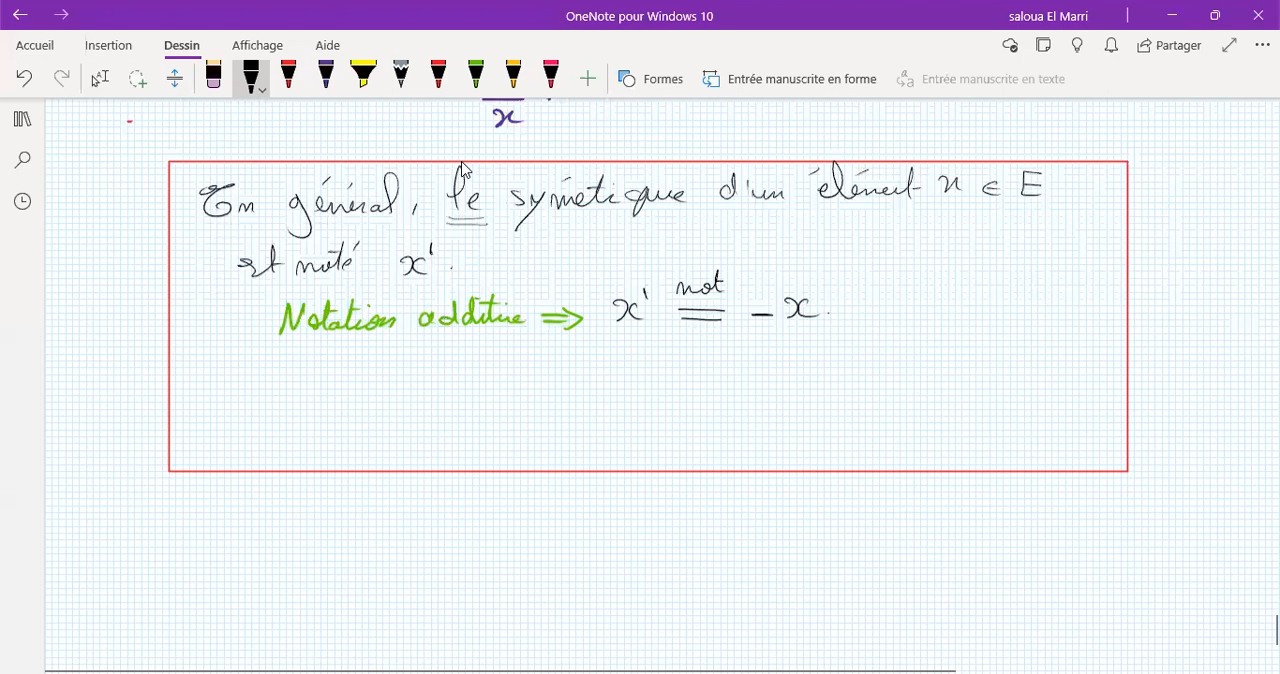 OneNote pour Windows 10
saloua El Marri
Accueil Insertion Dessin Affichage Aide
Partager
Formes Entrée manuscrite en forme Entrée manuscrite en texte
x
En général, le symétique d'un élément x ∈ E
est noté x'.
Notation additive ⇒ x' not = - x.